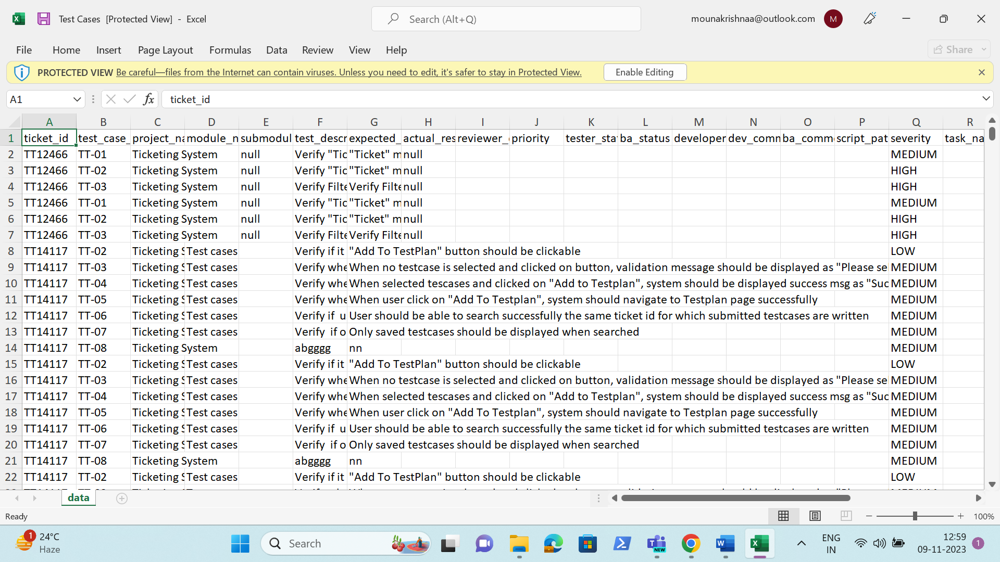 Test Cases [Protected View] - Excel
Search (Alt+Q)
mounakrishnaa@outlook.com
M
File Home Insert Page Layout Formulas Data Review View Help
Share
PROTECTED VIEW Be careful—files from the Internet can contain viruses. Unless you need to edit, it's safer to stay in Protected View.
Enable Editing
A1
fx
ticket_id
A B C D E F G H I J K L M N O P Q R
1 ticket_id test_case_ project_na module_n submodul test_descr expected_ actual_res reviewer_ priority tester_stat ba_status developer dev_comm ba_comm script_pat severity task_na
2 TT12466 TT-01 Ticketing System null Verify "Tic "Ticket" m null MEDIUM
3 TT12466 TT-02 Ticketing System null Verify "Tic "Ticket" m null HIGH
4 TT12466 TT-03 Ticketing System null Verify Filte Verify Filte null HIGH
5 TT12466 TT-01 Ticketing System null Verify "Tic "Ticket" m null MEDIUM
6 TT12466 TT-02 Ticketing System null Verify "Tic "Ticket" m null HIGH
7 TT12466 TT-03 Ticketing System null Verify Filte Verify Filte null HIGH
8 TT14117 TT-02 Ticketing S Test cases Verify if it "Add To TestPlan" button should be clickable LOW
9 TT14117 TT-03 Ticketing S Test cases Verify whe When no testcase is selected and clicked on button, validation message should be displayed as "Please se MEDIUM
10 TT14117 TT-04 Ticketing S Test cases Verify whe When selected tescases and clicked on "Add to Testplan", system should be displayed success msg as "Suc MEDIUM
11 TT14117 TT-05 Ticketing S Test cases Verify whe When user click on "Add To Testplan", system should navigate to Testplan page successfully MEDIUM
12 TT14117 TT-06 Ticketing S Test cases Verify if u User should be able to search successfully the same ticket id for which submitted testcases are written MEDIUM
13 TT14117 TT-07 Ticketing S Test cases Verify if o Only saved testcases should be displayed when searched MEDIUM
14 TT14117 TT-08 Ticketing System abgggg nn MEDIUM
15 TT14117 TT-02 Ticketing S Test cases Verify if it "Add To TestPlan" button should be clickable LOW
16 TT14117 TT-03 Ticketing S Test cases Verify whe When no testcase is selected and clicked on button, validation message should be displayed as "Please se MEDIUM
17 TT14117 TT-04 Ticketing S Test cases Verify whe When selected tescases and clicked on "Add to Testplan", system should be displayed success msg as "Suc MEDIUM
18 TT14117 TT-05 Ticketing S Test cases Verify whe When user click on "Add To Testplan", system should navigate to Testplan page successfully MEDIUM
19 TT14117 TT-06 Ticketing S Test cases Verify if u User should be able to search successfully the same ticket id for which submitted testcases are written MEDIUM
20 TT14117 TT-07 Ticketing S Test cases Verify if o Only saved testcases should be displayed when searched MEDIUM
21 TT14117 TT-08 Ticketing System abgggg nn MEDIUM
22 TT14117 TT-02 Ticketing S Test cases Verify if it "Add To TestPlan" button should be clickable LOW
data
Ready
100%
1
24°C
Haze
Search
NEW
ENG
IN
12:59
09-11-2023
1